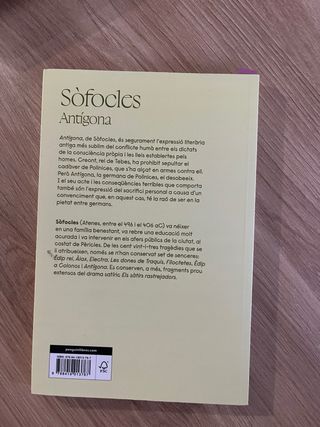 Sòfocles
Antígona
Antígona, de Sòfocles, és segurament l'expressió literària
antiga més sublim del conflicte humà entre els dictats
de la consciència pròpia i les lleis establertes pels
homes. Creont, rei de Tebes, ha prohibit sepultar el
cadàver de Polinices, que s'ha alçat en armes contra ell.
Però Antígona, la germana de Polinices, el desobeeix.
I el seu acte i les conseqüències terribles que comporta
també són l'expressió del sacrifici personal a causa d'un
convenciment que, en aquest cas, té la raó de ser en la
pietat entre germans.
Sòfocles (Atenes, entre el 496 i el 406 aC) va néixer
en una família benestant, va rebre una educació molt
acurada i va intervenir en els afers públics de la ciutat, al
costat de Pèricles. De les cent vint-i-tres tragèdies que se
li atribueixen, només se n'han conservat set de senceres:
Èdip rei, Àiax, Electra, Les dones de Traquis, Filoctetes, Èdip
a Colonos i Antígona. Es conserven, a més, fragments prou
extensos del drama satíric Els sàtirs rastrejadors.
penguinllibres.com
FSC